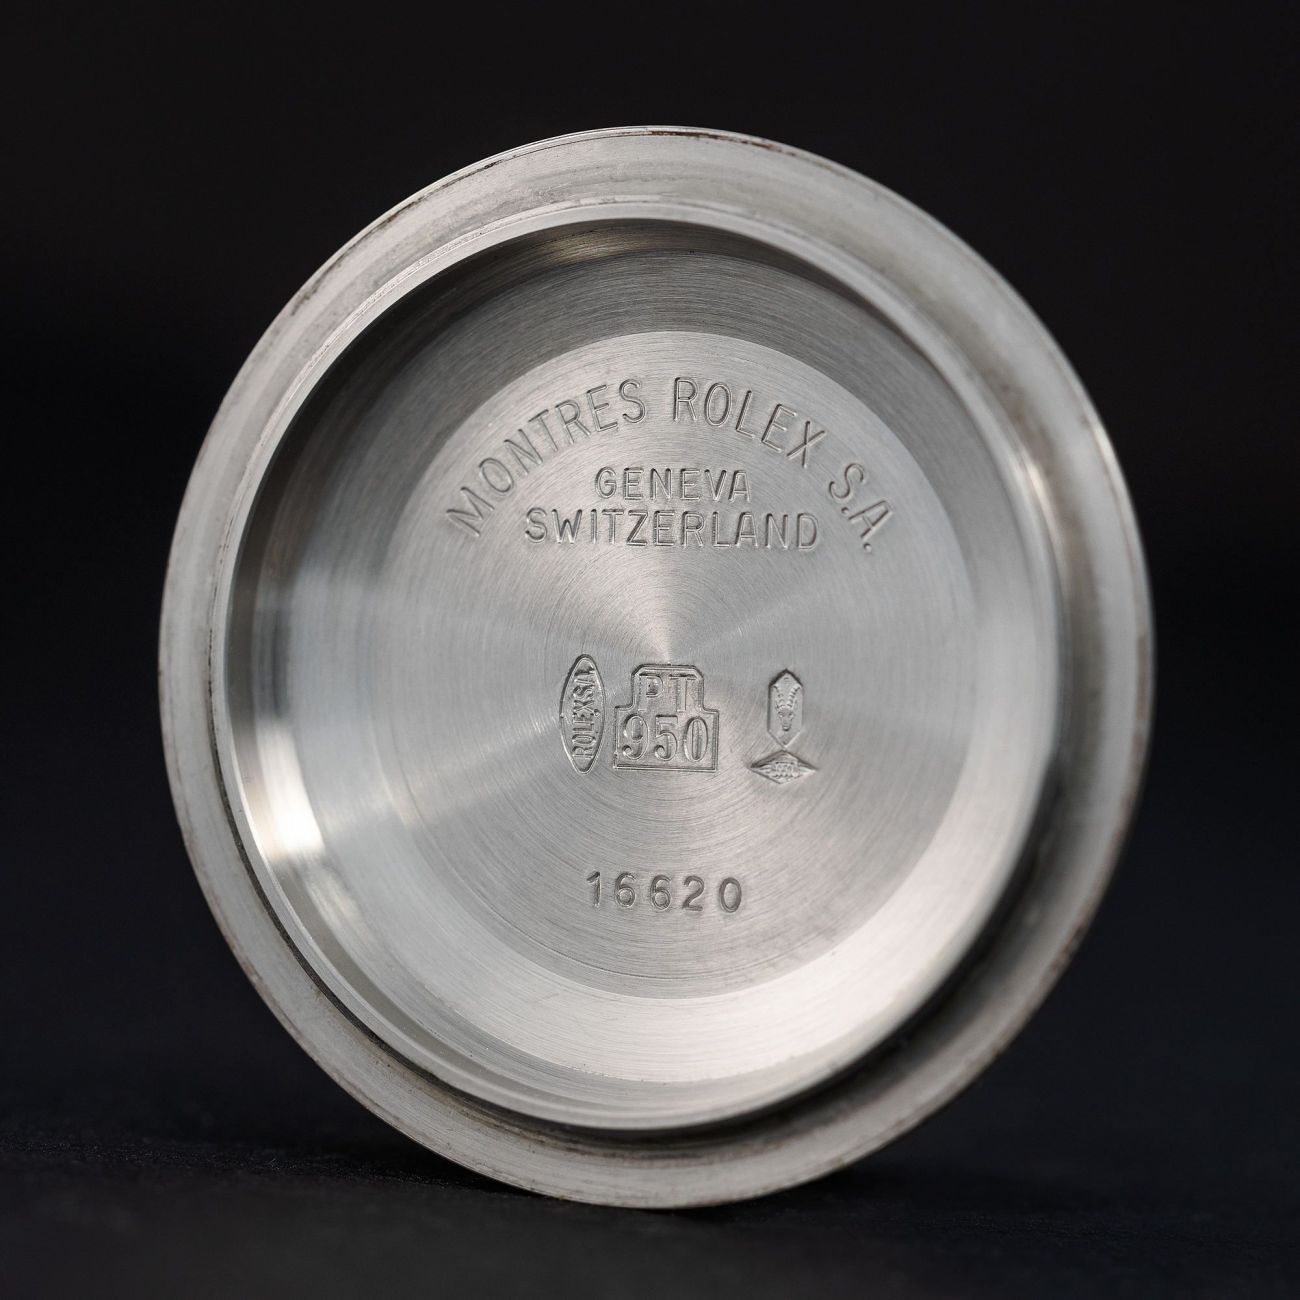 MONTRES ROLEX S.A.
GENEVA
SWITZERLAND
ROLEX SA
PT
950
16620